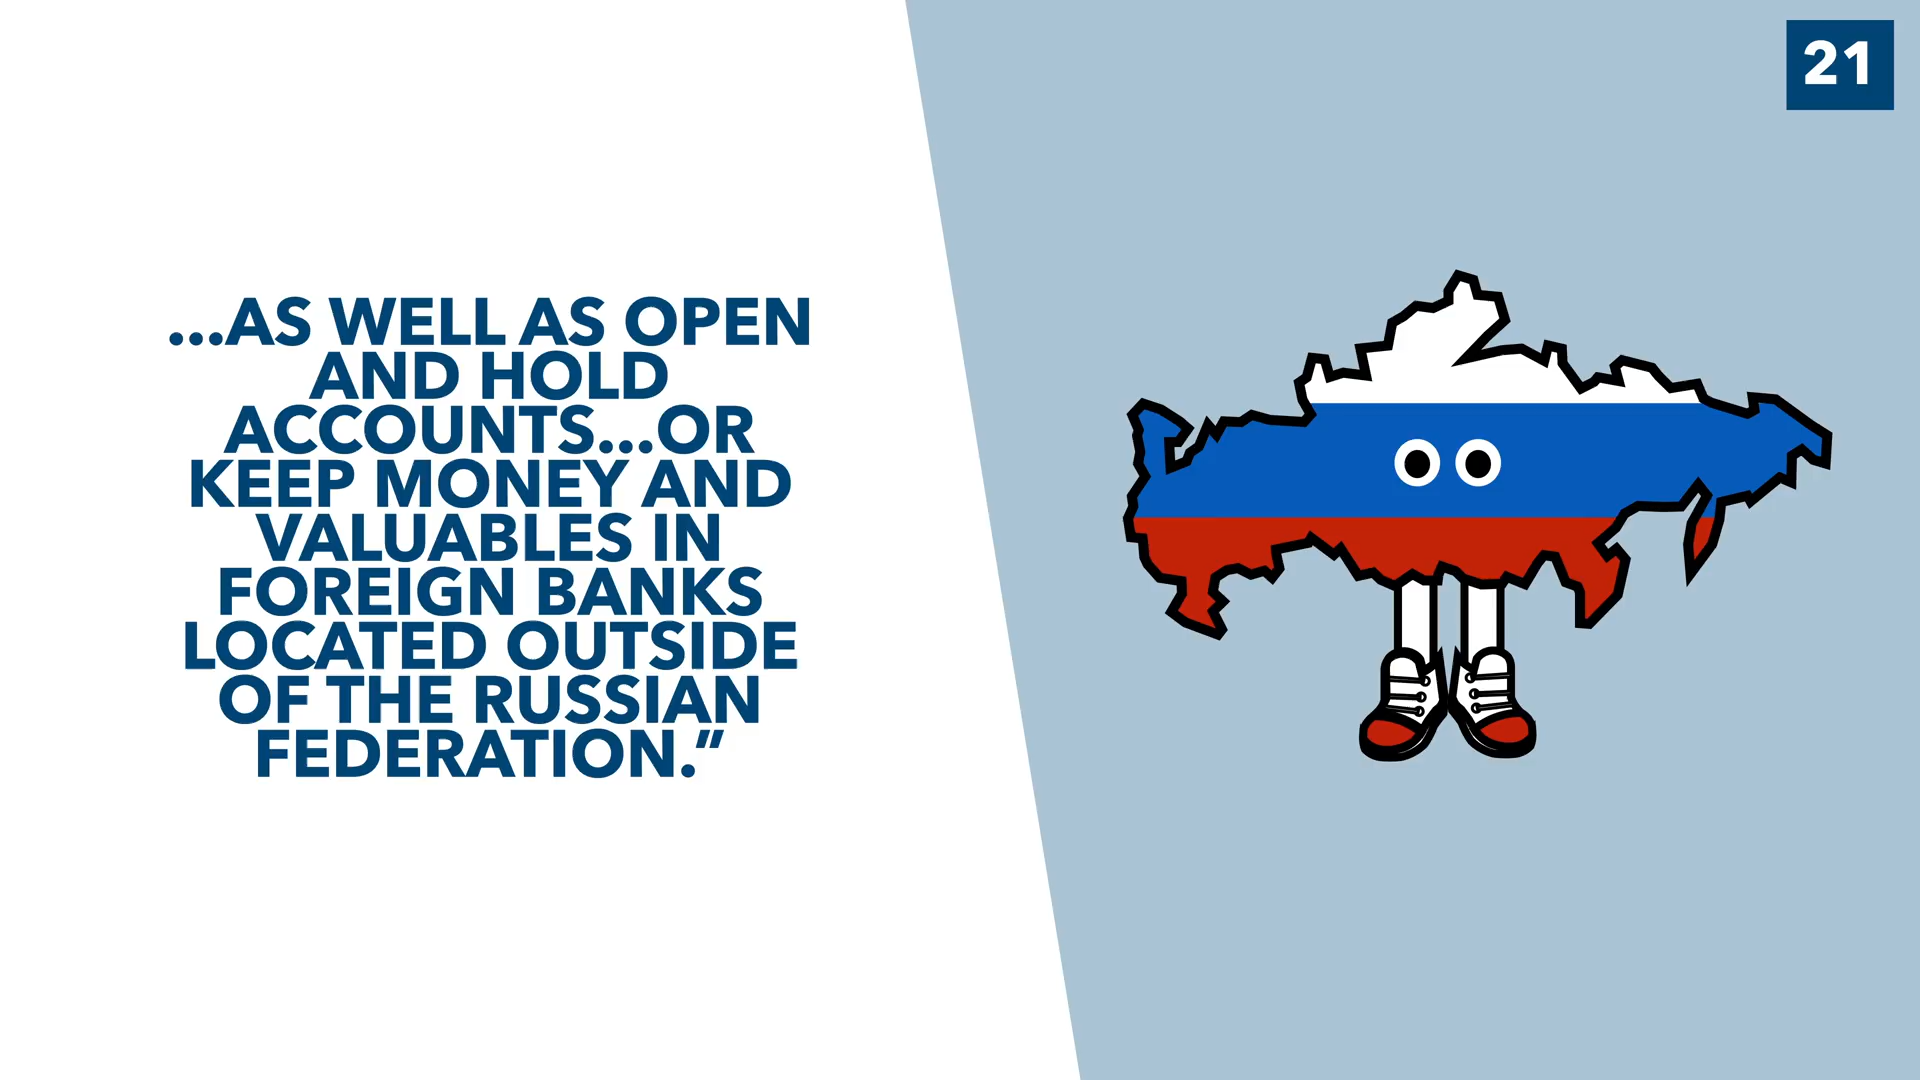 ...AS WELL AS OPEN
AND HOLD
ACCOUNTS...OR
KEEP MONEY AND
VALUABLES IN
FOREIGN BANKS
LOCATED OUTSIDE
OF THE RUSSIAN
FEDERATION.”
21